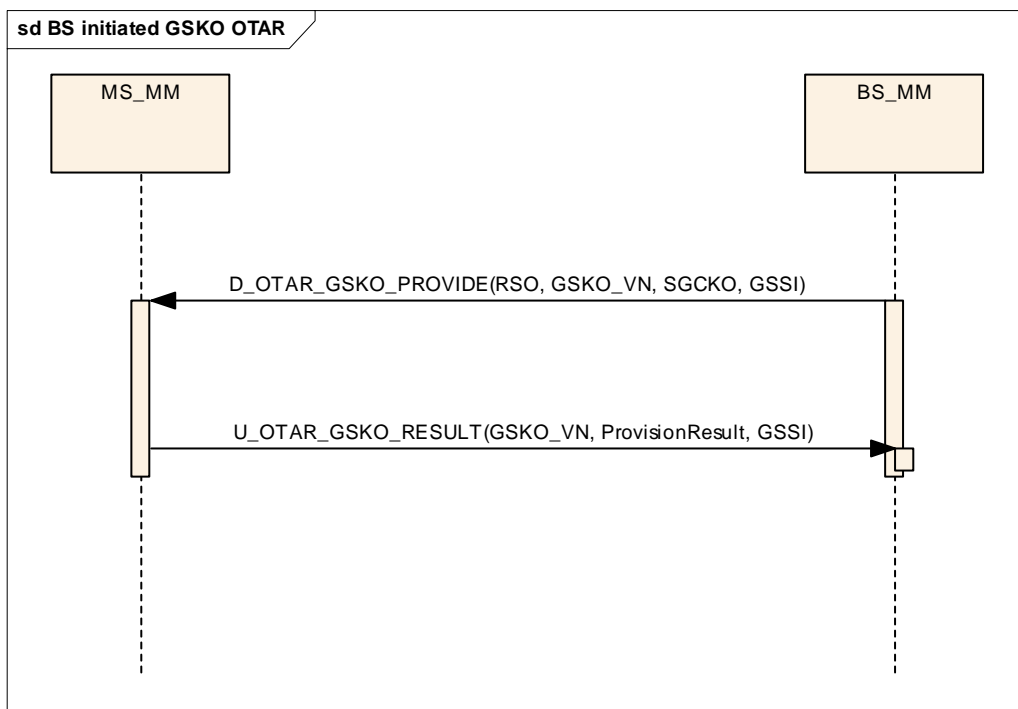 sd BS initiated GSKO OTAR
MS_MM
BS_MM
D_OTAR_GSKO_PROVIDE(RSO, GSKO_VN, SGCKO, GSSI)
U_OTAR_GSKO_RESULT(GSKO_VN, ProvisionResult, GSSI)